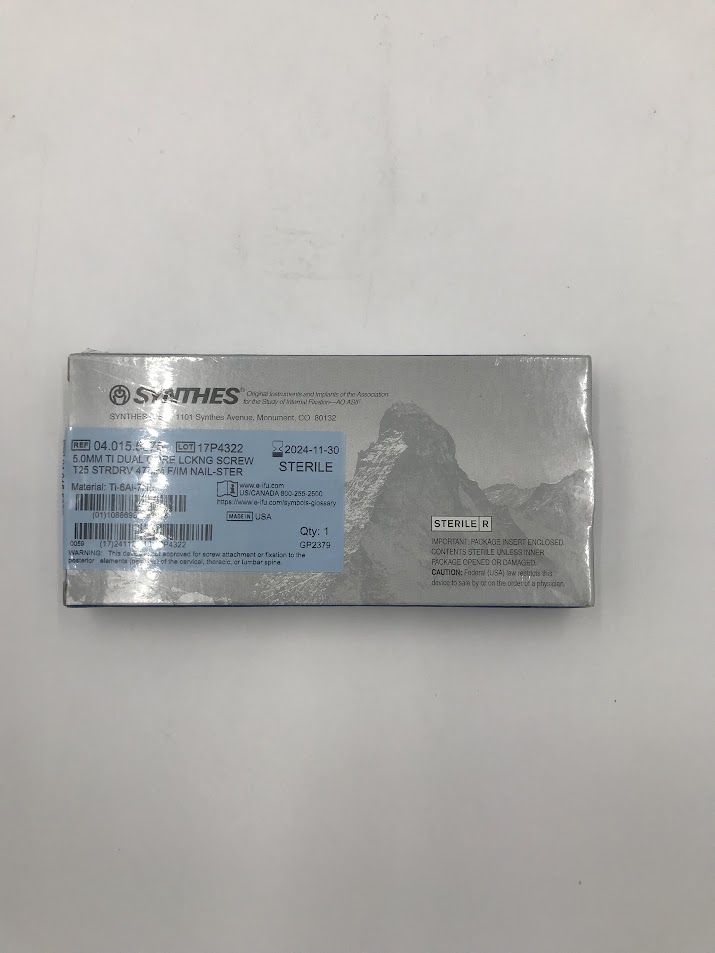 SYNTHES®
Original Instruments and Implants of the Association
for the Study of Internal Fixation—AO ASIF
1101 Synthes Avenue, Monument, CO 80132
REF LOT 17P4322
2024-11-30
5.0MM TI LCKNG SCREW
STERILE
T25 STRDRV F/IM NAIL-STER
Material:
www.e-ifu.com
US/CANADA 800-255-2500
https://www.e-ifu.com/symbols-glossary
MADE IN USA
Qty: 1
0059
GP2379
WARNING: This approved for screw attachment or fixation to the
posterior elements of the cervical, thoracic, or lumbar spine.
STERILE R
IMPORTANT: PACKAGE INSERT ENCLOSED.
CONTENTS STERILE UNLESS INNER
PACKAGE OPENED OR DAMAGED.
CAUTION: Federal (USA) law restricts this
device to sale by or on the order of a physician.